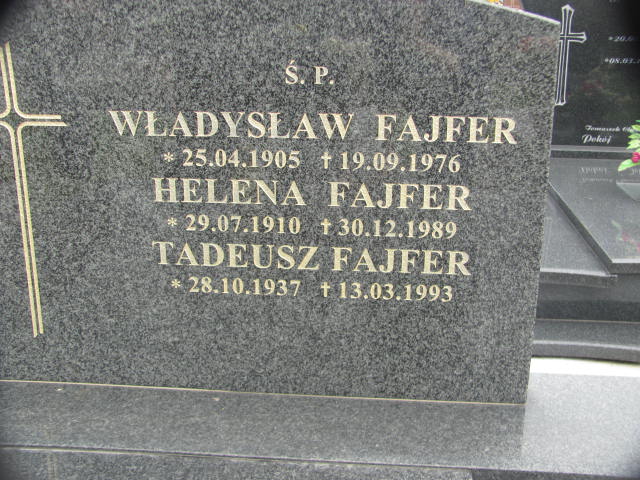 Ś. P.
WŁADYSŁAW FAJFER
* 25.04.1905 † 19.09.1976
HELENA FAJFER
* 29.07.1910 † 30.12.1989
TADEUSZ FAJFER
* 28.10.1937 † 13.03.1993
Pokój